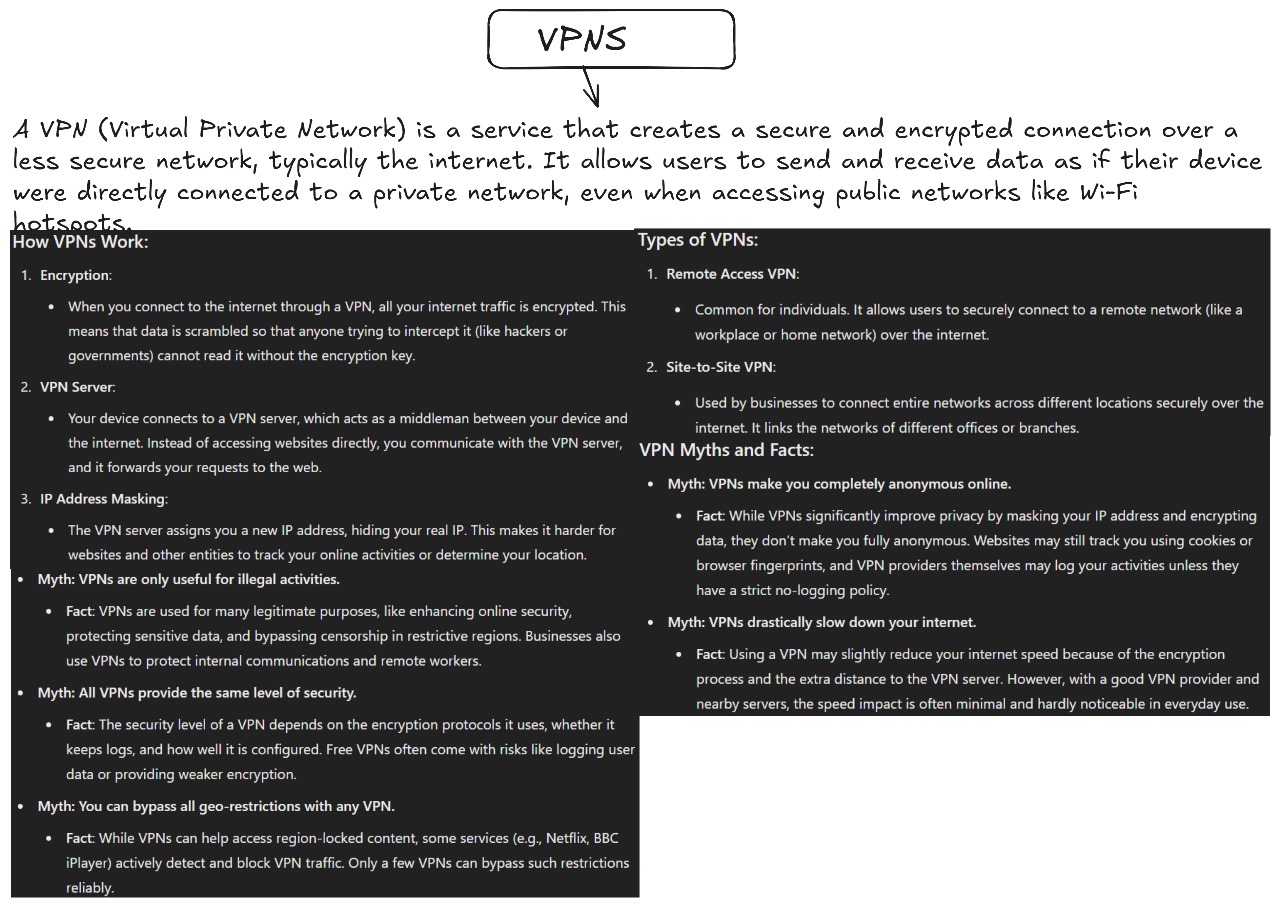 VPNS
A VPN (Virtual Private Network) is a service that creates a secure and encrypted connection over a
less secure network, typically the internet. It allows users to send and receive data as if their device
were directly connected to a private network, even when accessing public networks like Wi-Fi
hotspots.
How VPNs Work:
1. Encryption:
• When you connect to the internet through a VPN, all your internet traffic is encrypted. This
means that data is scrambled so that anyone trying to intercept it (like hackers or
governments) cannot read it without the encryption key.
2. VPN Server:
• Your device connects to a VPN server, which acts as a middleman between your device and
the internet. Instead of accessing websites directly, you communicate with the VPN server,
and it forwards your requests to the web.
3. IP Address Masking:
• The VPN server assigns you a new IP address, hiding your real IP. This makes it harder for
websites and other entities to track your online activities or determine your location.
• Myth: VPNs are only useful for illegal activities.
• Fact: VPNs are used for many legitimate purposes, like enhancing online security,
protecting sensitive data, and bypassing censorship in restrictive regions. Businesses also
use VPNs to protect internal communications and remote workers.
• Myth: All VPNs provide the same level of security.
• Fact: The security level of a VPN depends on the encryption protocols it uses, whether it
keeps logs, and how well it is configured. Free VPNs often come with risks like logging user
data or providing weaker encryption.
• Myth: You can bypass all geo-restrictions with any VPN.
• Fact: While VPNs can help access region-locked content, some services (e.g., Netflix, BBC
iPlayer) actively detect and block VPN traffic. Only a few VPNs can bypass such restrictions
reliably.
Types of VPNs:
1. Remote Access VPN:
• Common for individuals. It allows users to securely connect to a remote network (like a
workplace or home network) over the internet.
2. Site-to-Site VPN:
• Used by businesses to connect entire networks across different locations securely over the
internet. It links the networks of different offices or branches.
VPN Myths and Facts:
• Myth: VPNs make you completely anonymous online.
• Fact: While VPNs significantly improve privacy by masking your IP address and encrypting
data, they don't make you fully anonymous. Websites may still track you using cookies or
browser fingerprints, and VPN providers themselves may log your activities unless they
have a strict no-logging policy.
• Myth: VPNs drastically slow down your internet.
• Fact: Using a VPN may slightly reduce your internet speed because of the encryption
process and the extra distance to the VPN server. However, with a good VPN provider and
nearby servers, the speed impact is often minimal and hardly noticeable in everyday use.